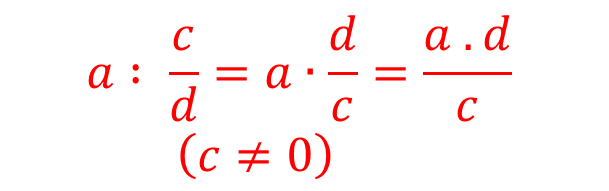 a : c/d = a · d/c = a . d/c
(c ≠ 0)